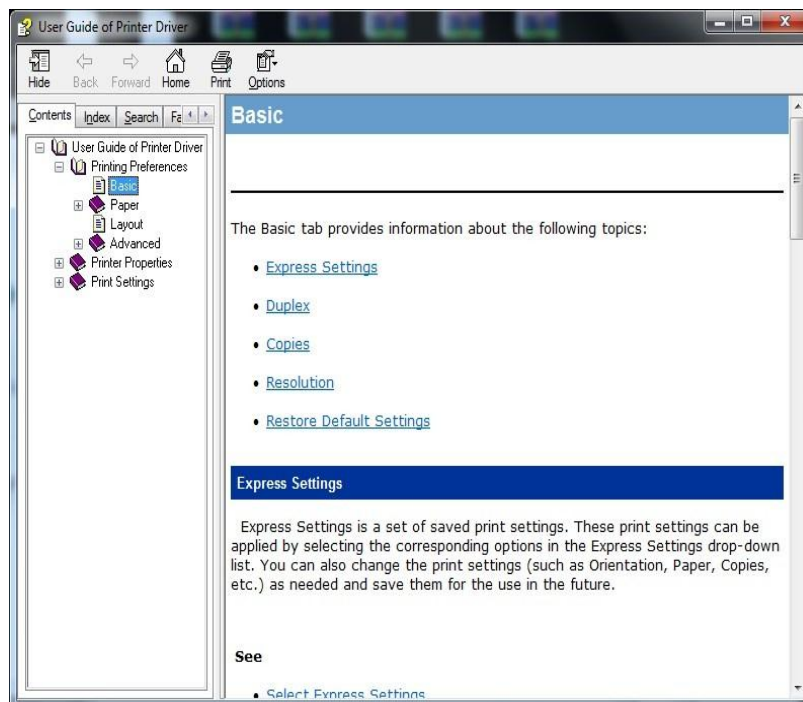 User Guide of Printer Driver
Hide Back Forward Home Print Options
Contents Index Search
User Guide of Printer Driver
Printing Preferences
Basic
Paper
Layout
Advanced
Printer Properties
Print Settings
Basic
The Basic tab provides information about the following topics:
• Express Settings
• Duplex
• Copies
• Resolution
• Restore Default Settings
Express Settings
Express Settings is a set of saved print settings. These print settings can be
applied by selecting the corresponding options in the Express Settings drop-down
list. You can also change the print settings (such as Orientation, Paper, Copies,
etc.) as needed and save them for the use in the future.
See
• Select Express Settings